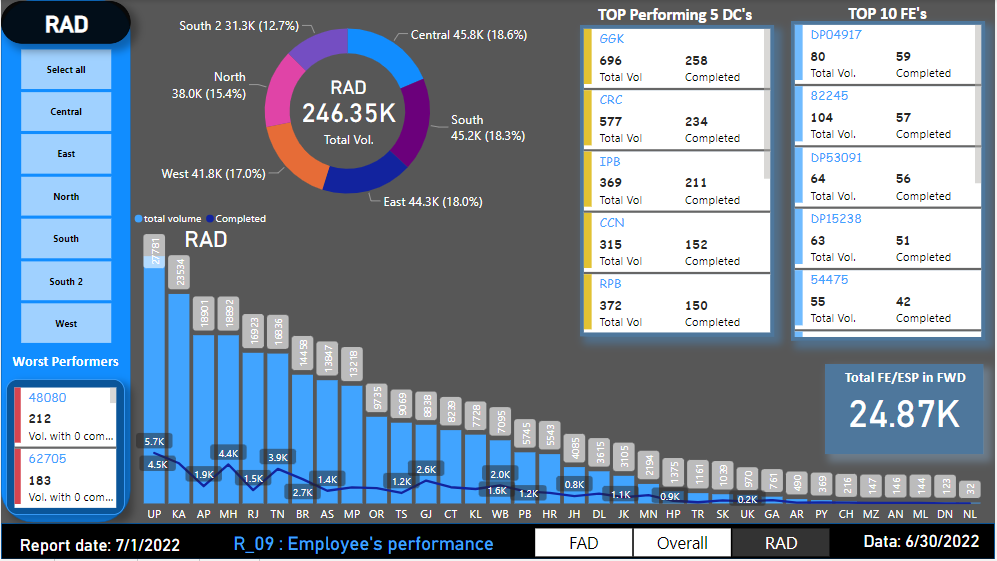 RAD
Select all
Central
East
North
South
South 2
West
Worst Performers
48080
212
Vol. with 0 com...
62705
183
Vol. with 0 com...
South 2 31.3K (12.7%)
Central 45.8K (18.6%)
North
38.0K (15.4%)
RAD
246.35K
Total Vol.
South
45.2K (18.3%)
West 41.8K (17.0%)
East 44.3K (18.0%)
TOP Performing 5 DC's
GGK
696 258
Total Vol Completed
CRC
577 234
Total Vol Completed
IPB
369 211
Total Vol Completed
CCN
315 152
Total Vol Completed
RPB
372 150
Total Vol Completed
TOP 10 FE's
DP04917
80 59
Total Vol. Completed
82245
104 57
Total Vol. Completed
DP53091
64 56
Total Vol. Completed
DP15238
63 51
Total Vol. Completed
54475
55 42
Total Vol. Completed
Total FE/ESP in FWD
24.87K
total volume Completed
RAD
27781 23534 18901 18892 16923 16836 14458 13847 13218 9735 9069 8838 8239 7728 7095 5745 5543 4085 3615 3105 2194 1375 1161 1039 970 761 490 369 216 147 146 144 123 32
5.7K 4.5K 1.9K 4.4K 1.5K 3.9K 2.7K 1.4K 1.2K 2.6K 2.0K 1.6K 1.2K 0.8K 1.1K 0.9K 0.2K
UP KA AP MH RJ TN BR AS MP OR TS GJ CT KL WB PB HR JH DL JK MN HP TR SK UK GA AR PY CH MZ AN ML DN NL
Report date: 7/1/2022
R_09 : Employee's performance
FAD
Overall
RAD
Data: 6/30/2022